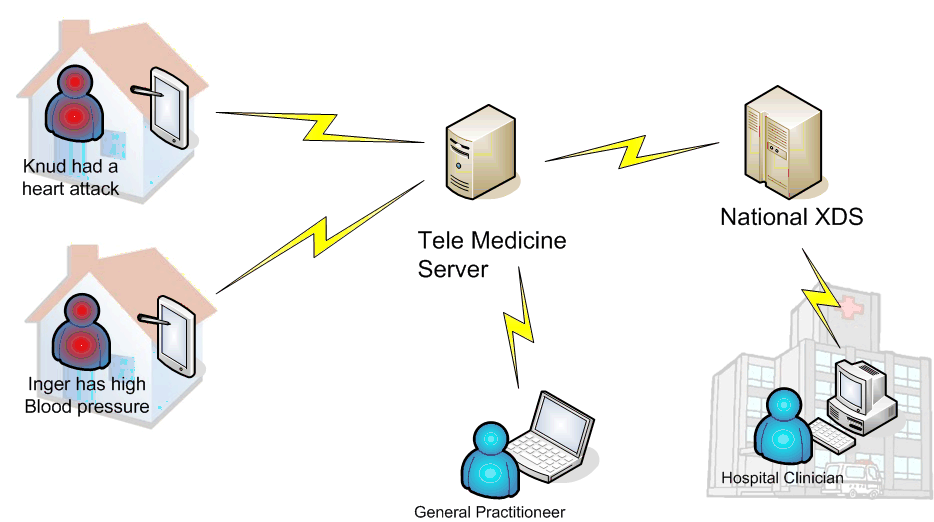 Knud had a
heart attack
Tele Medicine
Server
National XDS
Inger has high
Blood pressure
General Practitioneer
Hospital Clinician